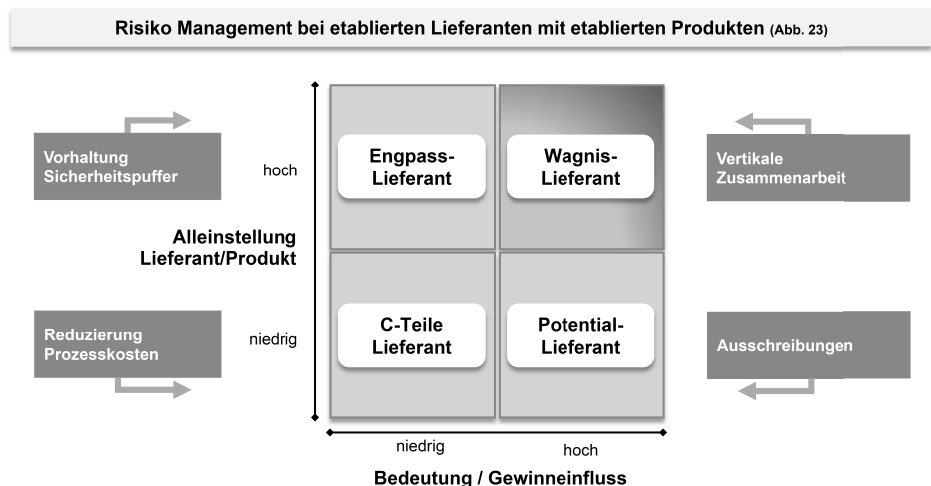 Risiko Management bei etablierten Lieferanten mit etablierten Produkten (Abb. 23)
Vorhaltung
Sicherheitspuffer
hoch
Engpass-
Lieferant
Wagnis-
Lieferant
Vertikale
Zusammenarbeit
Alleinstellung
Lieferant/Produkt
Reduzierung
Prozesskosten
niedrig
C-Teile
Lieferant
Potential-
Lieferant
Ausschreibungen
niedrig
hoch
Bedeutung / Gewinneinfluss